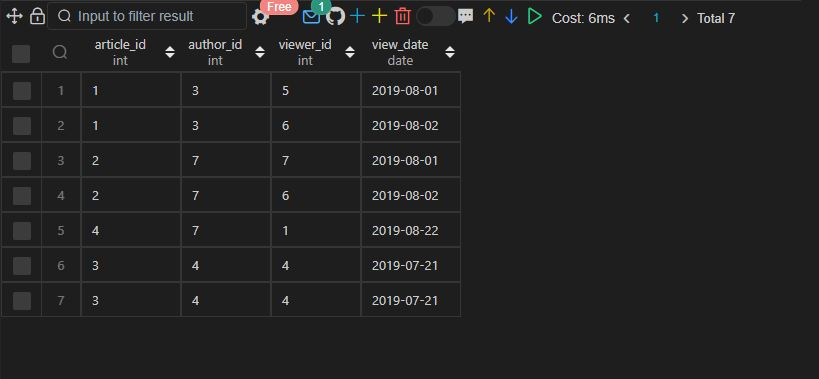 Free 1
Input to filter result Cost: 6ms 1 Total 7
article_id author_id viewer_id view_date
int int int date
1 1 3 5 2019-08-01
2 1 3 6 2019-08-02
3 2 7 7 2019-08-01
4 2 7 6 2019-08-02
5 4 7 1 2019-08-22
6 3 4 4 2019-07-21
7 3 4 4 2019-07-21